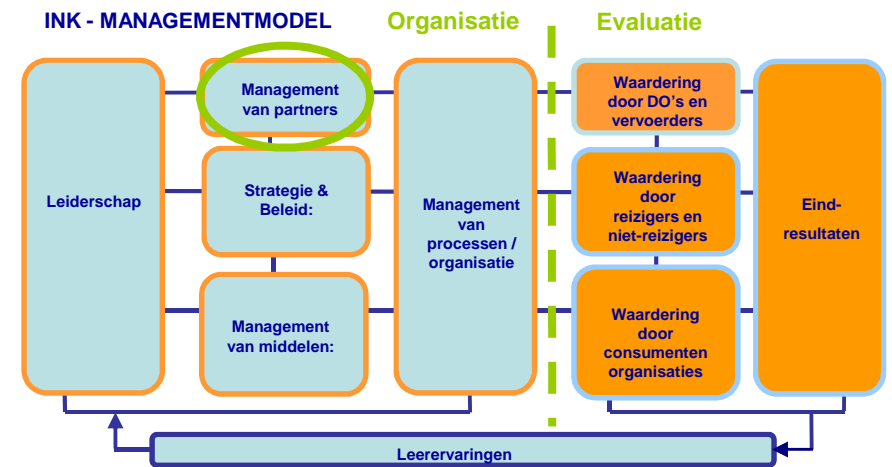 INK - MANAGEMENTMODEL
Organisatie
Evaluatie
Leiderschap
Management
van partners
Strategie &
Beleid:
Management
van middelen:
Management
van
processen /
organisatie
Waardering
door DO's en
vervoerders
Waardering
door
reizigers en
niet-reizigers
Waardering
door
consumenten
organisaties
Eind-
resultaten
Leerervaringen